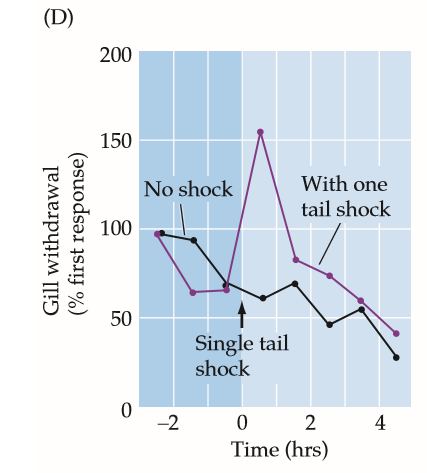 (D)
200
150
100
50
0
Gill withdrawal
(% first response)
No shock
With one
tail shock
Single tail
shock
–2
0
2
4
Time (hrs)